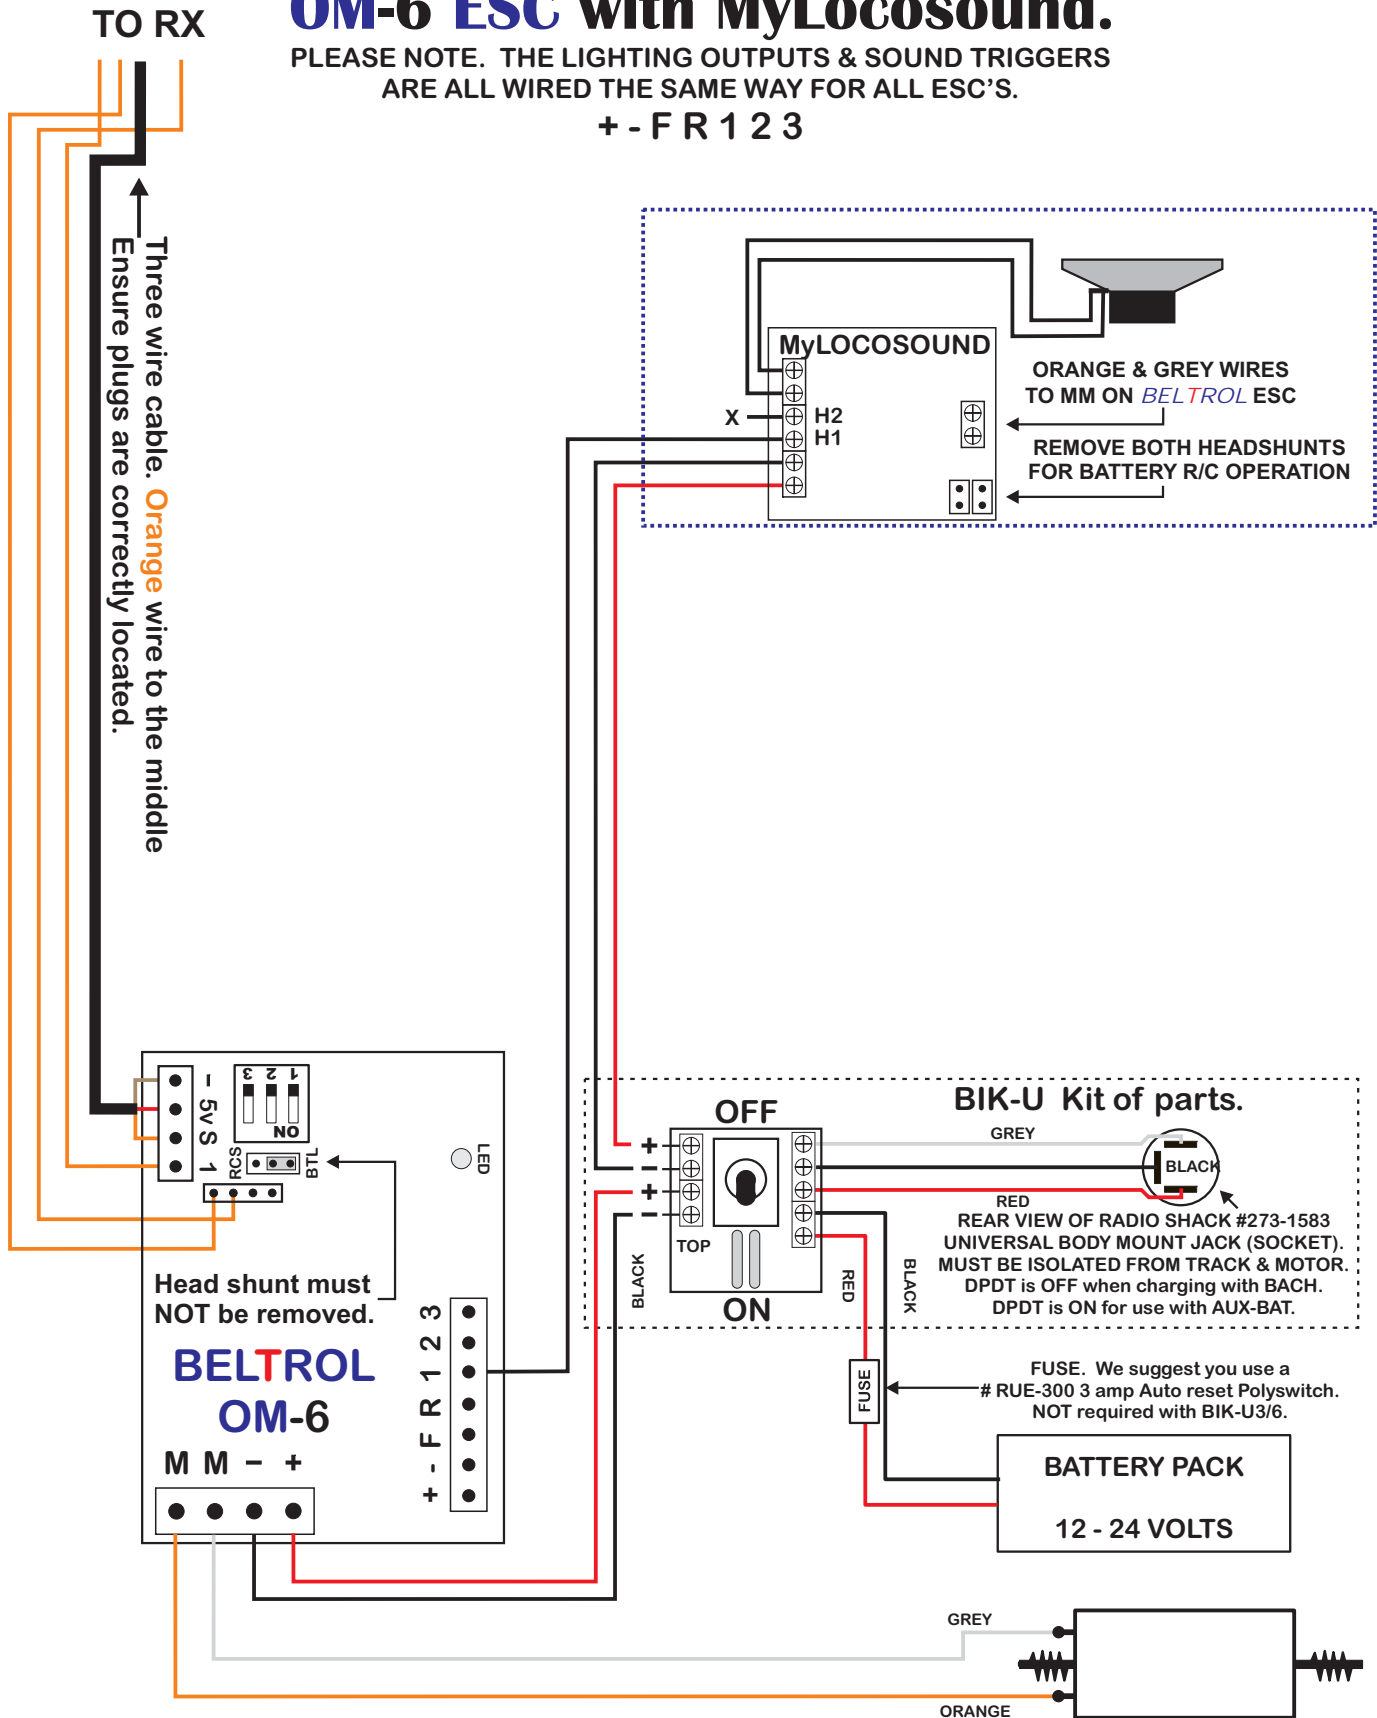 TO RX
OM-6 ESC with MyLocosound.
PLEASE NOTE. THE LIGHTING OUTPUTS & SOUND TRIGGERS
ARE ALL WIRED THE SAME WAY FOR ALL ESC'S.
+ - F R 1 2 3
Three wire cable. Orange wire to the middle
Ensure plugs are correctly located.
MyLOCOSOUND
X
H2
H1
ORANGE & GREY WIRES
TO MM ON BELTROL ESC
REMOVE BOTH HEADSHUNTS
FOR BATTERY R/C OPERATION
- 5v S 1
1 2 3
ON
RCS
BTL
LED
Head shunt must
NOT be removed.
BELTROL
OM-6
M M - +
+ - F R 1 2 3
BIK-U Kit of parts.
OFF
+
-
+
-
TOP
ON
BLACK
GREY
BLACK
RED
RED
BLACK
REAR VIEW OF RADIO SHACK #273-1583
UNIVERSAL BODY MOUNT JACK (SOCKET).
MUST BE ISOLATED FROM TRACK & MOTOR.
DPDT is OFF when charging with BACH.
DPDT is ON for use with AUX-BAT.
FUSE
FUSE. We suggest you use a
# RUE-300 3 amp Auto reset Polyswitch.
NOT required with BIK-U3/6.
BATTERY PACK
12 - 24 VOLTS
GREY
ORANGE